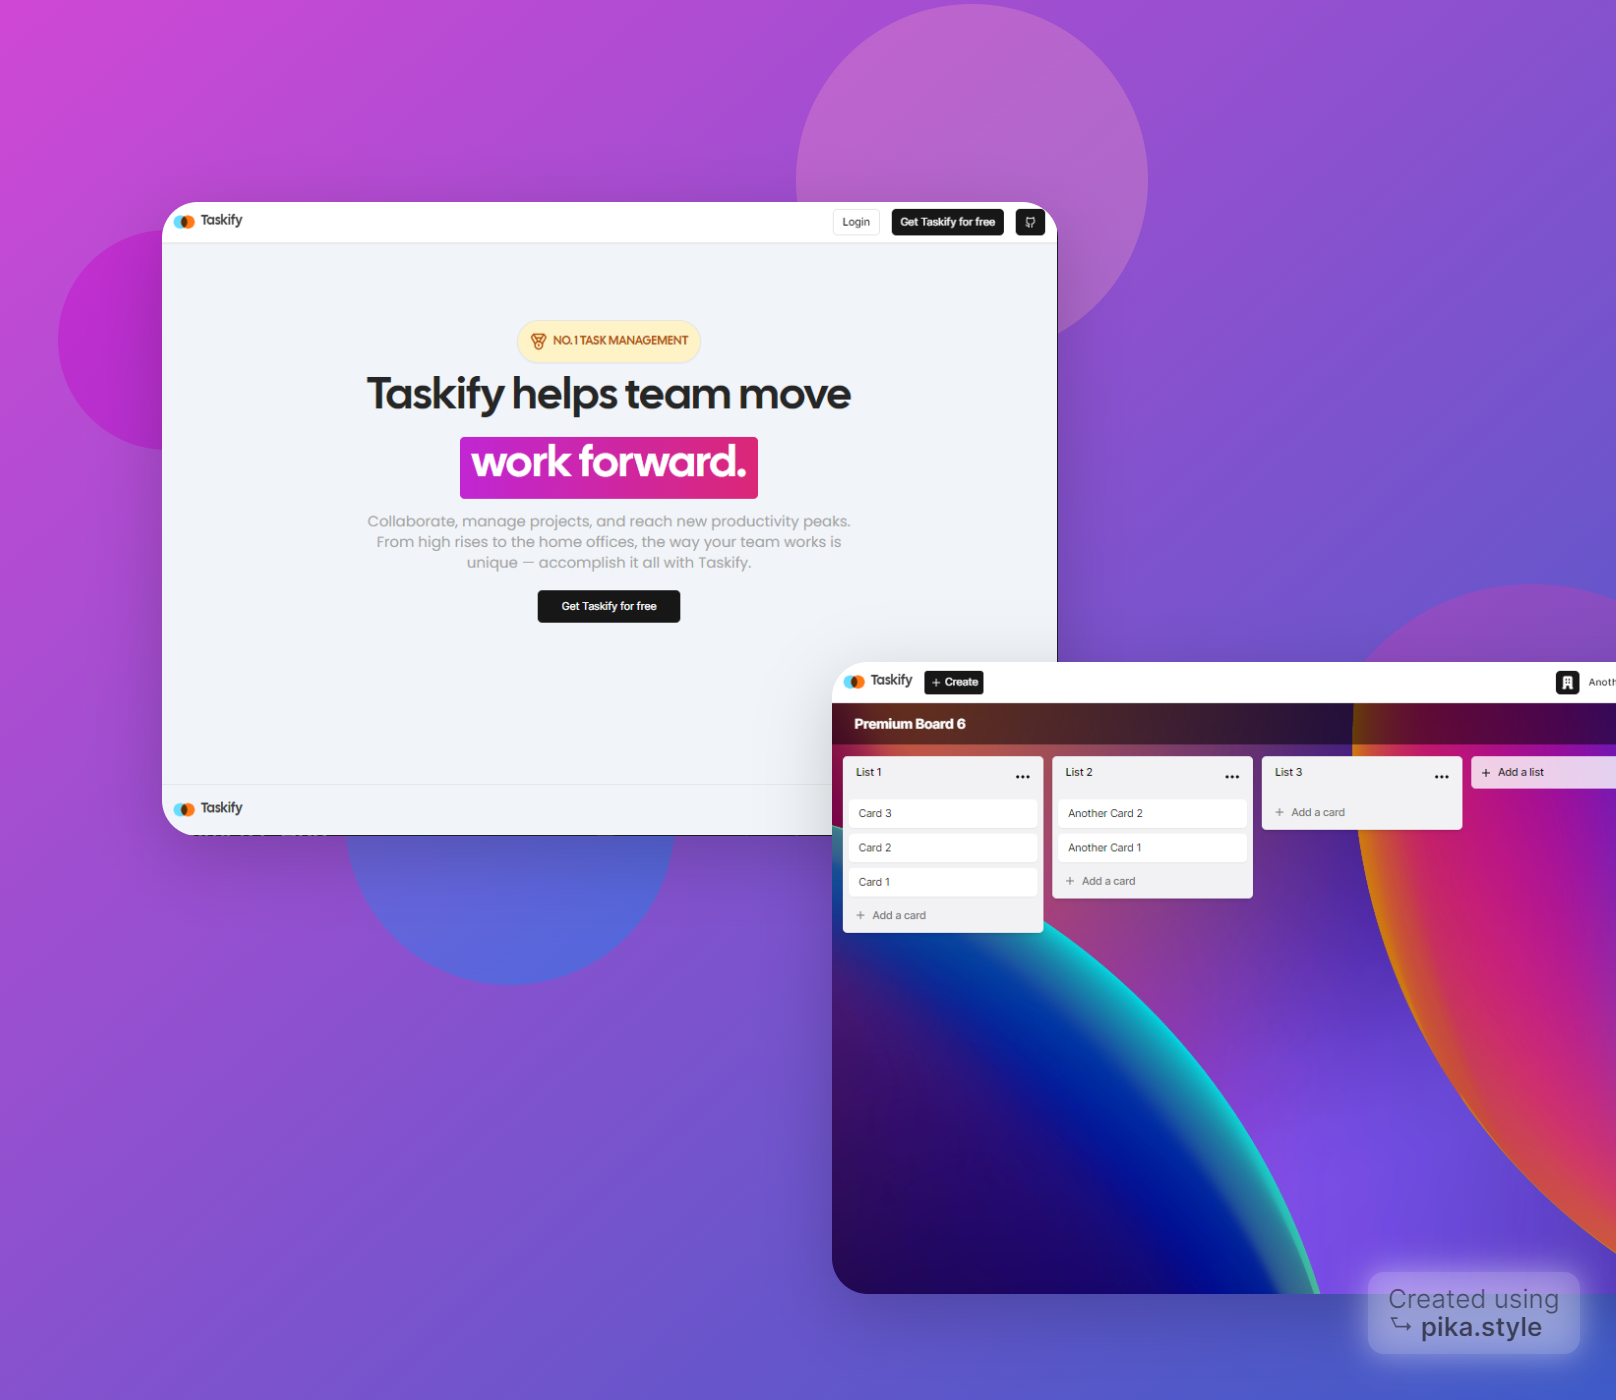 Taskify
Login
Get Taskify for free
NO. 1 TASK MANAGEMENT
Taskify helps team move
work forward.
Collaborate, manage projects, and reach new productivity peaks.
From high rises to the home offices, the way your team works is
unique — accomplish it all with Taskify.
Get Taskify for free
Taskify
Taskify
+ Create
Premium Board 6
List 1
Card 3
Card 2
Card 1
+ Add a card
List 2
Another Card 2
Another Card 1
+ Add a card
List 3
+ Add a card
+ Add a list
Created using
pika.style